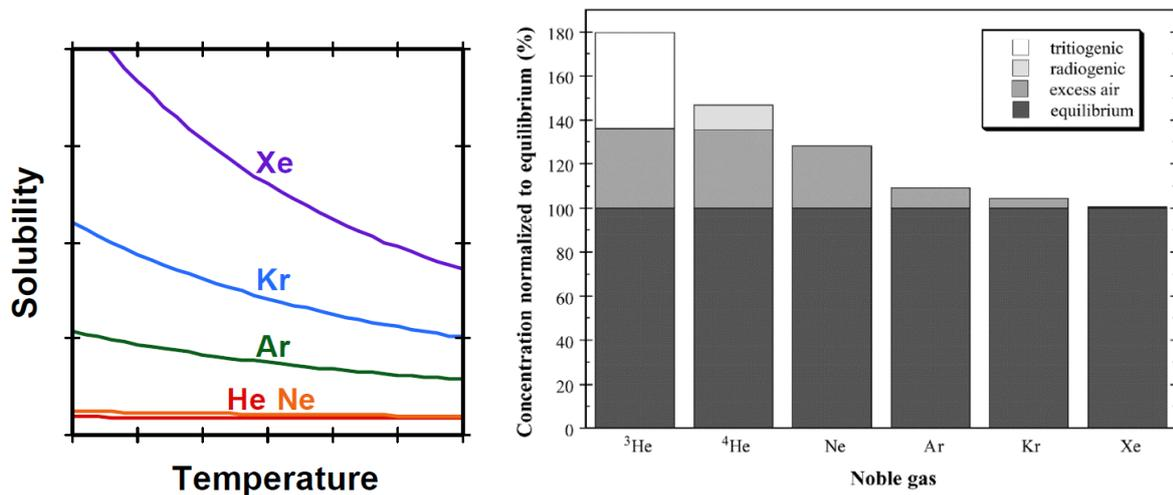 Solubility
Xe
Kr
Ar
He Ne
Temperature
Concentration normalized to equilibrium (%)
180
160
140
120
100
80
60
40
20
0
tritiogenic
radiogenic
excess air
equilibrium
³He ⁴He Ne Ar Kr Xe
Noble gas